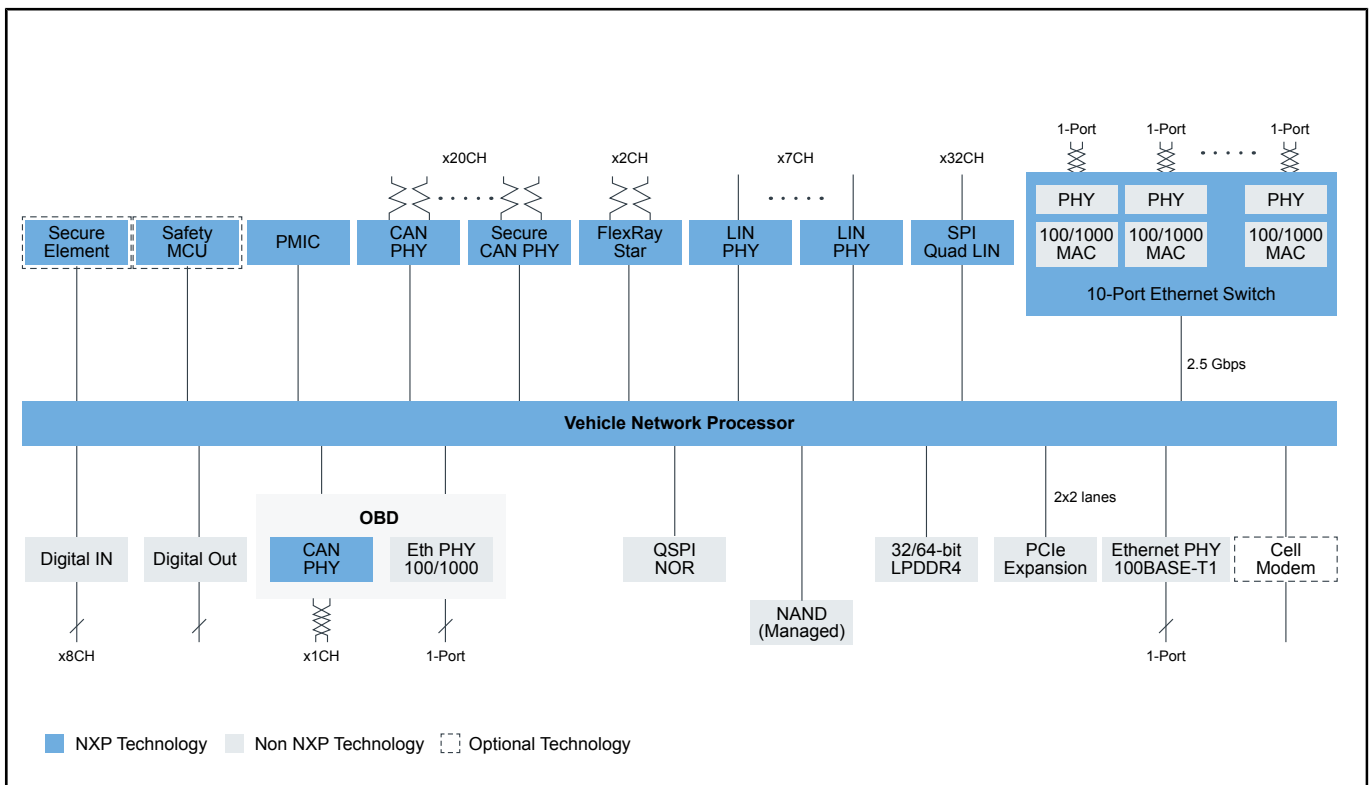 1-Port 1-Port 1-Port
x20CH x2CH x7CH x32CH
Secure
Element
Safety
MCU
PMIC
CAN
PHY
Secure
CAN PHY
FlexRay
Star
LIN
PHY
LIN
PHY
SPI
Quad LIN
PHY PHY PHY
100/1000
MAC
100/1000
MAC
100/1000
MAC
10-Port Ethernet Switch
2.5 Gbps
Vehicle Network Processor
2x2 lanes
OBD
Digital IN
Digital Out
CAN
PHY
Eth PHY
100/1000
QSPI
NOR
NAND
(Managed)
32/64-bit
LPDDR4
PCIe
Expansion
Ethernet PHY
100BASE-T1
Cell
Modem
x8CH x1CH 1-Port 1-Port
NXP Technology Non NXP Technology Optional Technology